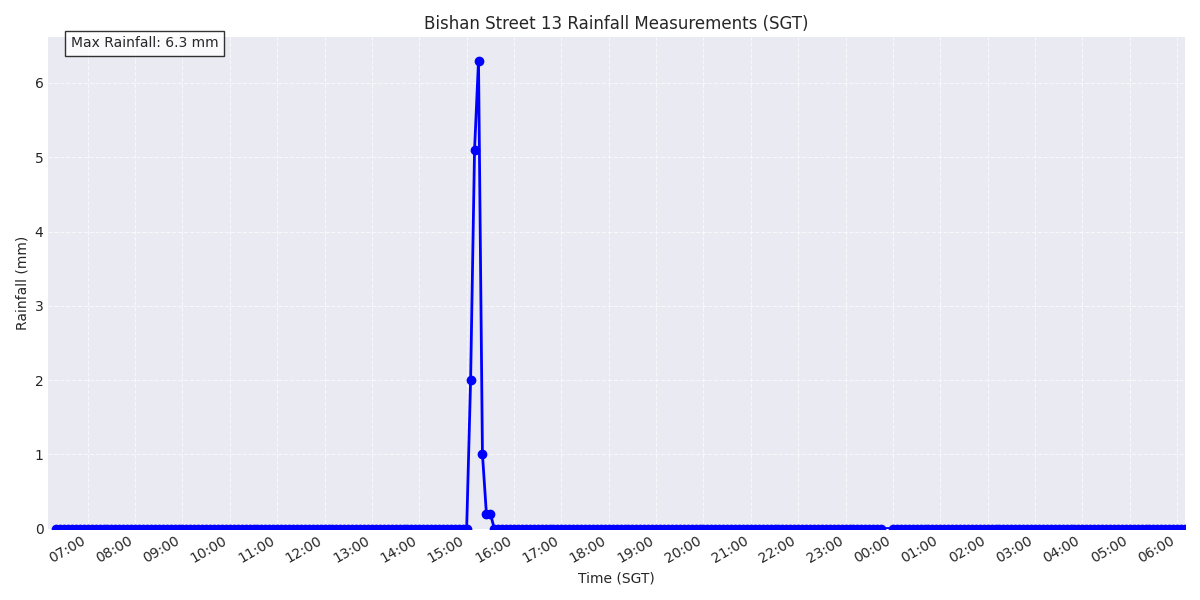 Bishan Street 13 Rainfall Measurements (SGT)
Max Rainfall: 6.3 mm
Rainfall (mm)
6
5
4
3
2
1
0
07:00 08:00 09:00 10:00 11:00 12:00 13:00 14:00 15:00 16:00 17:00 18:00 19:00 20:00 21:00 22:00 23:00 00:00 01:00 02:00 03:00 04:00 05:00 06:00
Time (SGT)